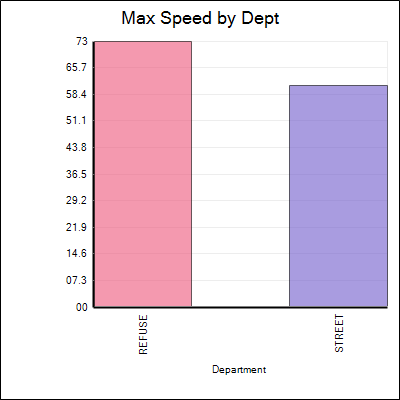 Max Speed by Dept
73
65.7
58.4
51.1
43.8
36.5
29.2
21.9
14.6
07.3
00
REFUSE
STREET
Department